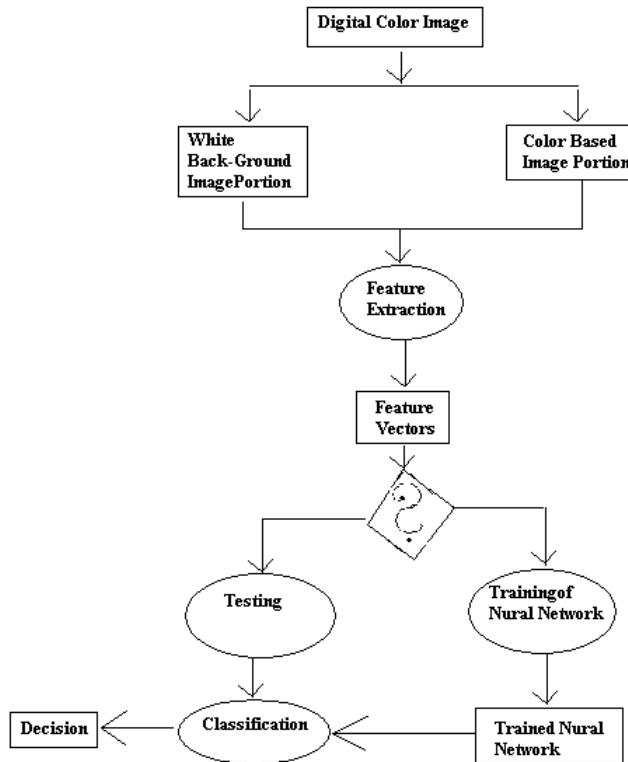 Digital Color Image
White
Back-Ground
ImagePortion
Color Based
Image Portion
Feature
Extraction
Feature
Vectors
?
Testing
Trainingof
Nural Network
Classification
Decision
Trained Nural
Network